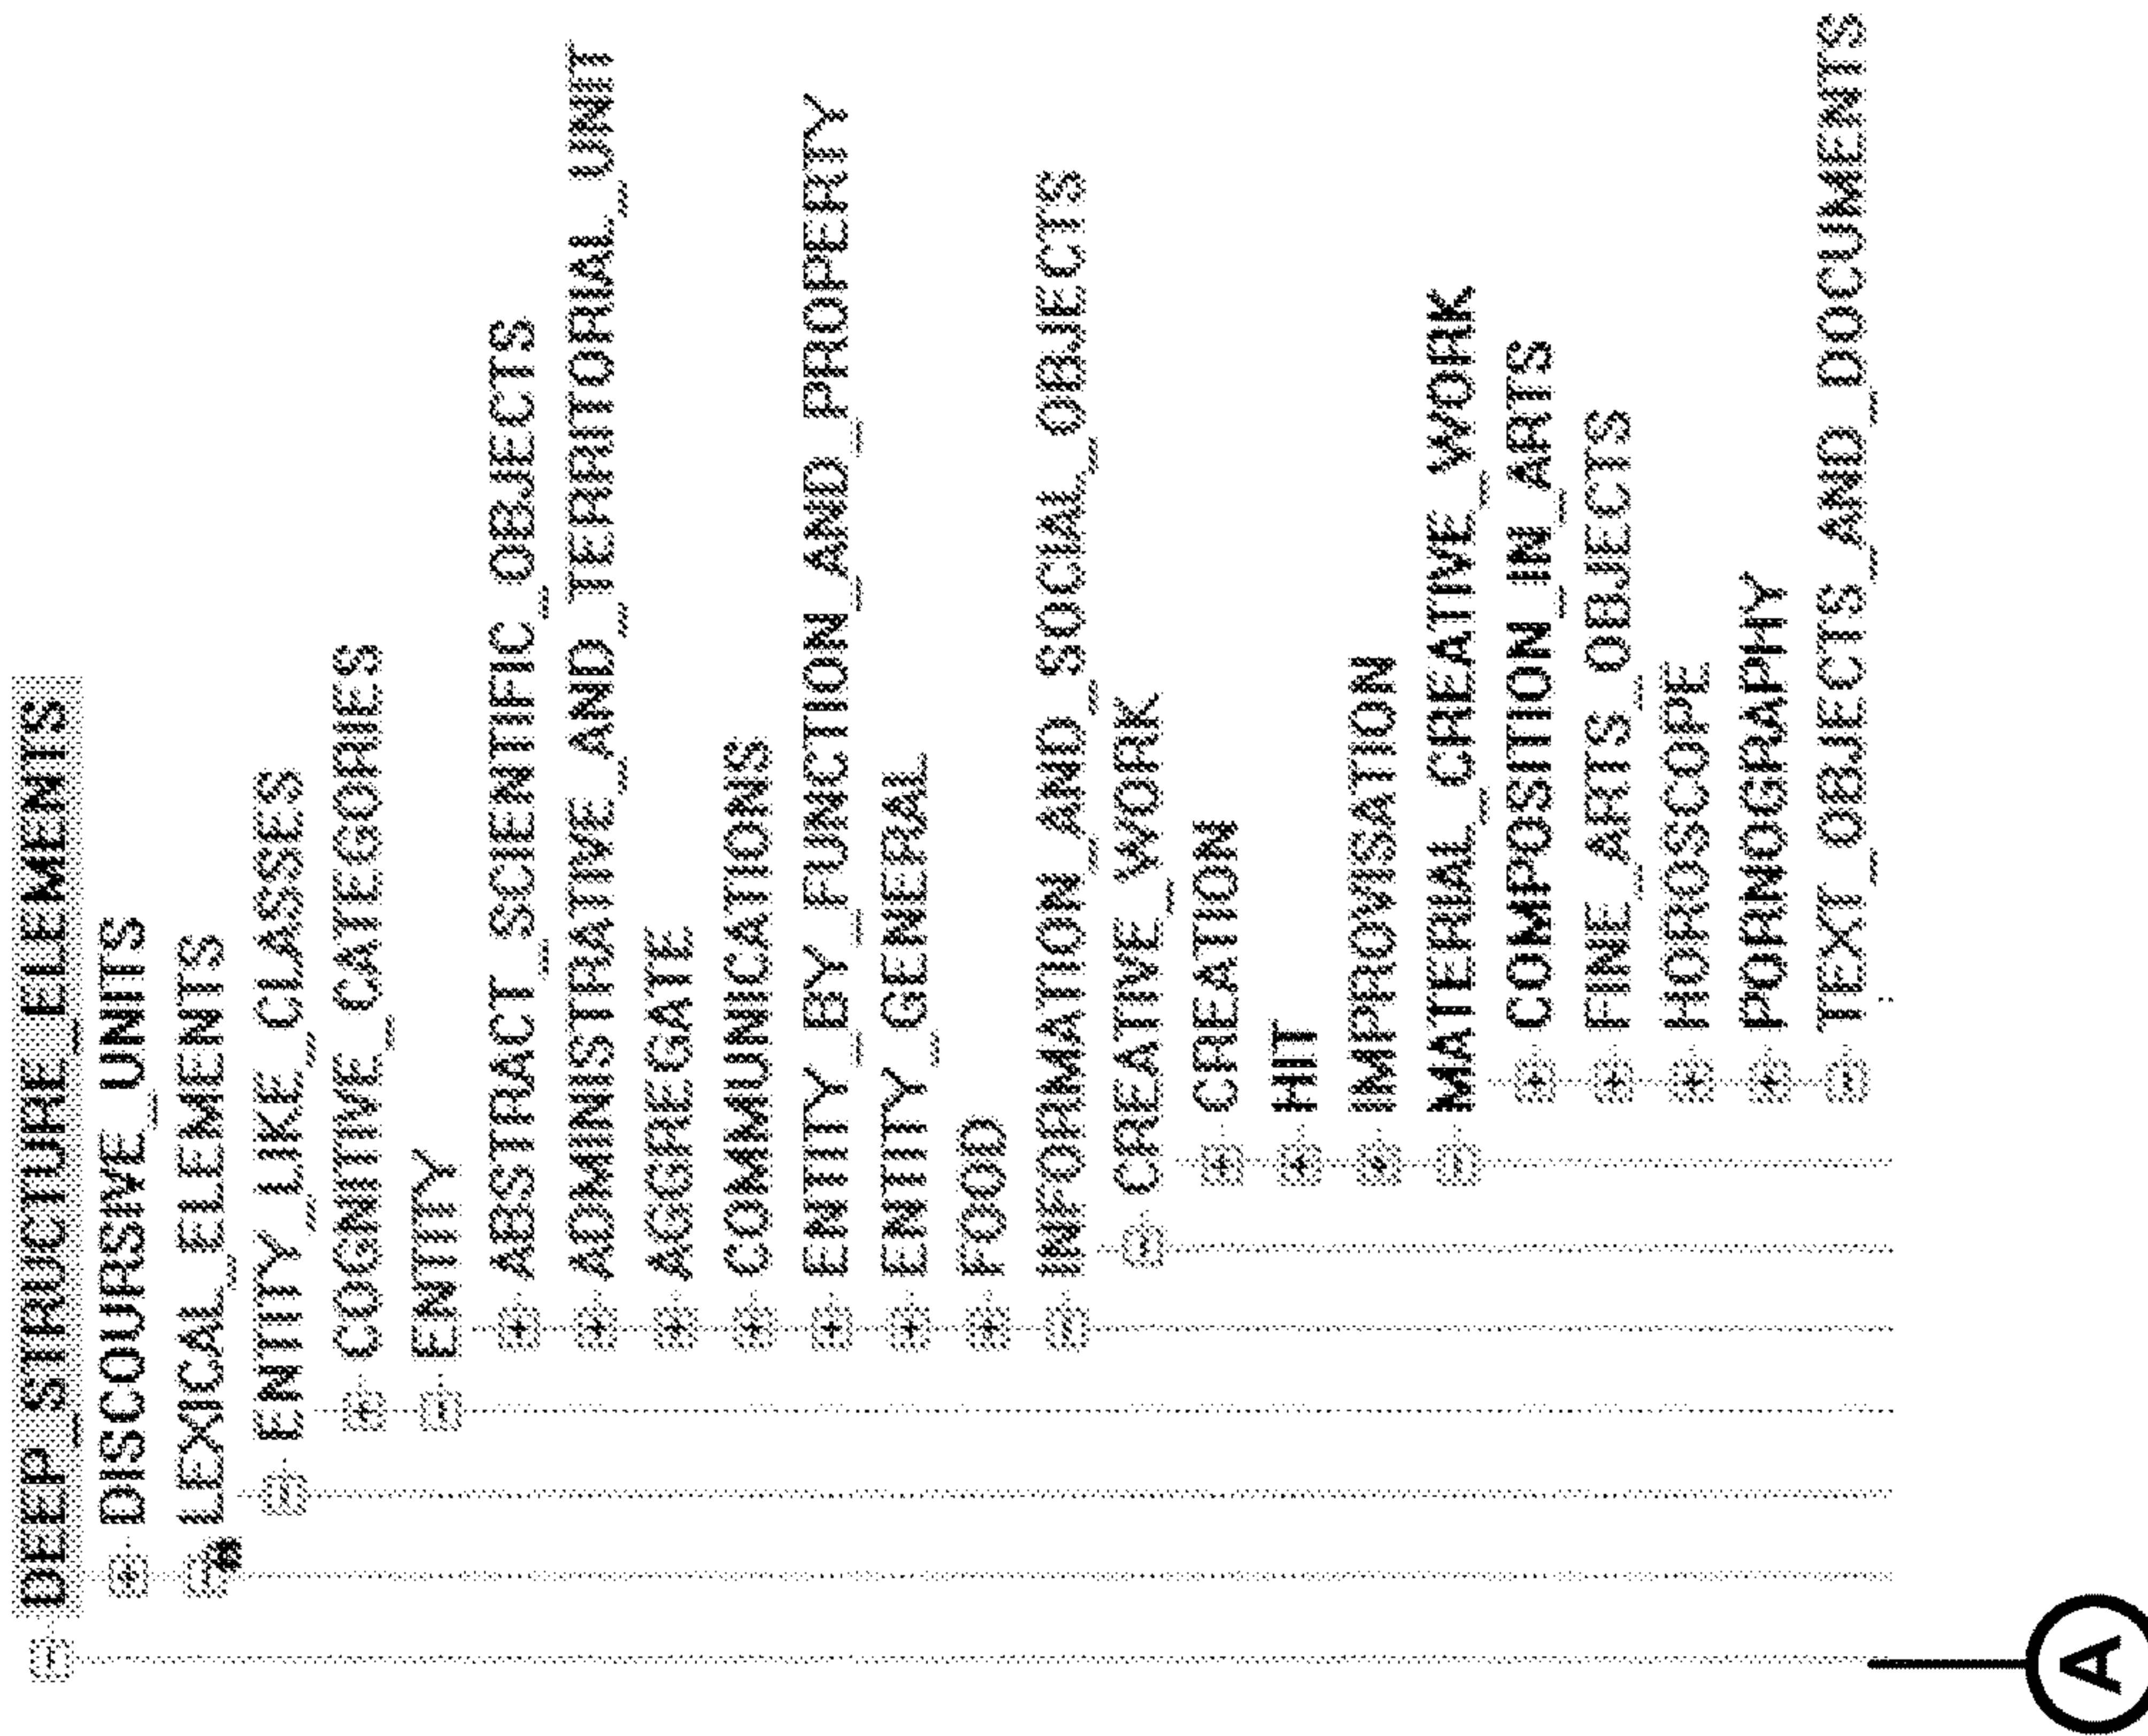 DEEP_STRUCTURE_ELEMENTS
DISCOURSIVE_UNITS
LEXICAL_ELEMENTS
ENTITY_LIKE_CLASSES
COGNITIVE_CATEGORIES
ENTITY
ABSTRACT_SCIENTIFIC_OBJECTS
ADMINISTRATIVE_AND_TERRITORIAL_UNIT
AGGREGATE
COMMUNICATIONS
ENTITY_BY_FUNCTION_AND_PROPERTY
ENTITY_GENERAL
FOOD
INFORMATION_AND_SOCIAL_OBJECTS
CREATIVE_WORK
CREATION
HIT
IMPROVISATION
MATERIAL_CREATIVE_WORK
COMPOSITION_IN_ARTS
FINE_ARTS_OBJECTS
HOROSCOPE
PORNOGRAPHY
TEXT_OBJECTS_AND_DOCUMENTS
A